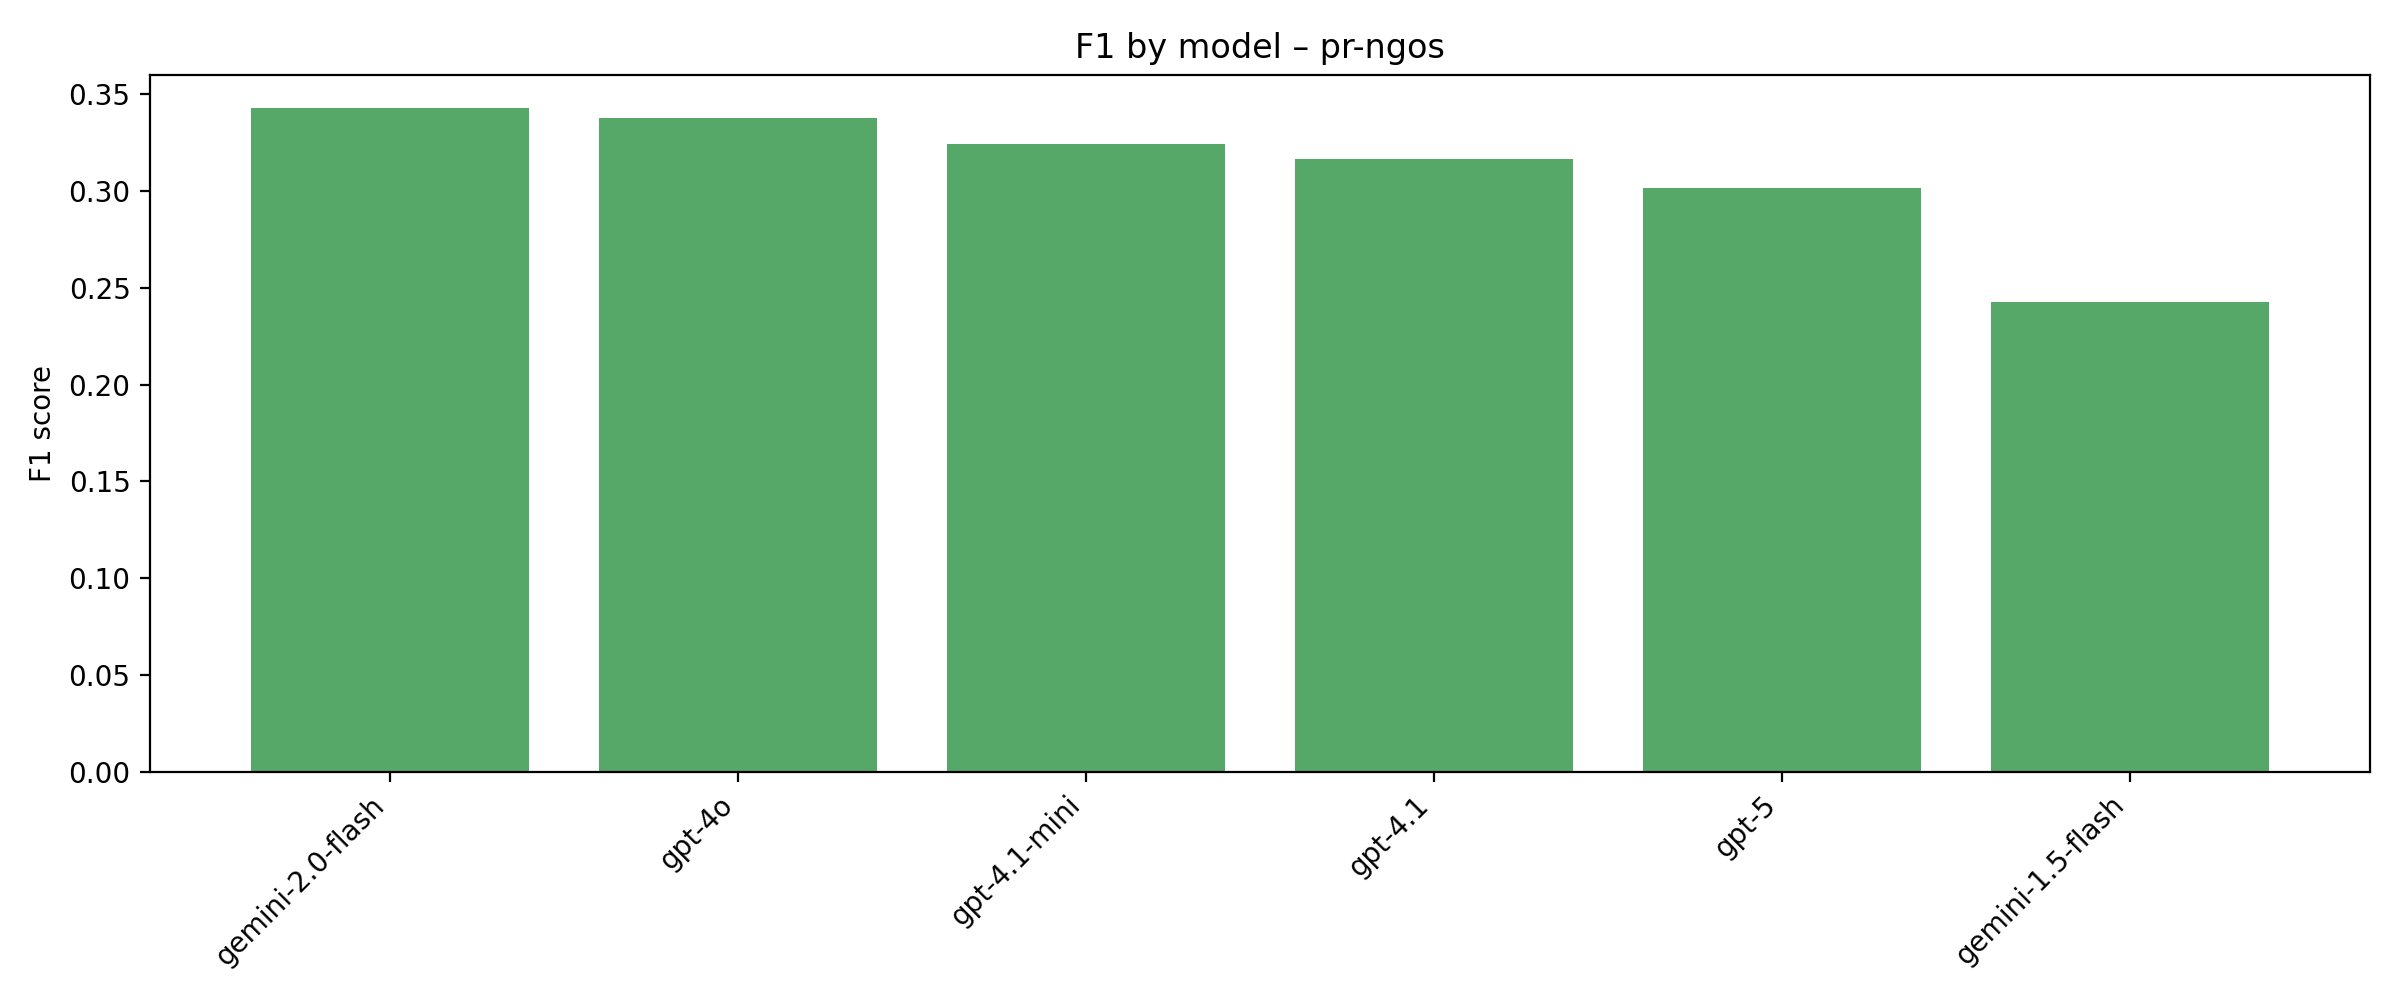 F1 by model – pr-ngos
F1 score
0.35
0.30
0.25
0.20
0.15
0.10
0.05
0.00
gemini-2.0-flash
gpt-4o
gpt-4.1-mini
gpt-4.1
gpt-5
gemini-1.5-flash